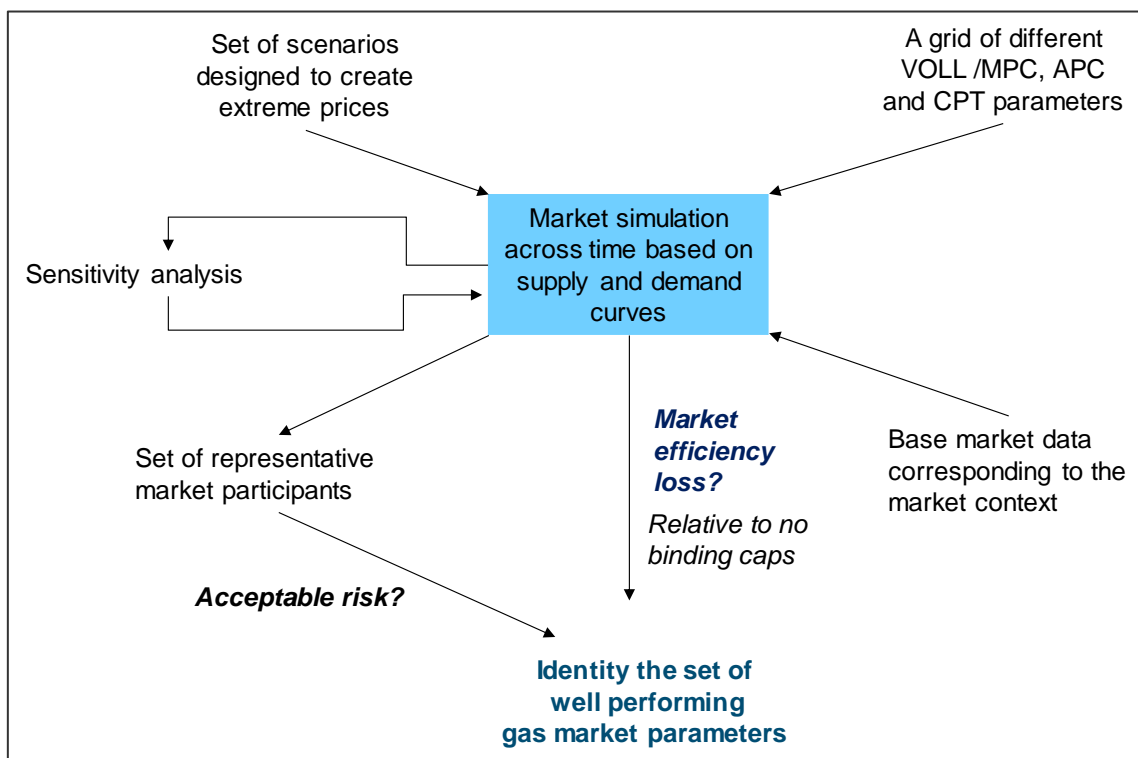 Set of scenarios
designed to create
extreme prices
A grid of different
VOLL /MPC, APC
and CPT parameters
Market simulation
across time based on
supply and demand
curves
Sensitivity analysis
Set of representative
market participants
Market
efficiency
loss?
Relative to no
binding caps
Base market data
corresponding to the
market context
Acceptable risk?
Identity the set of
well performing
gas market parameters